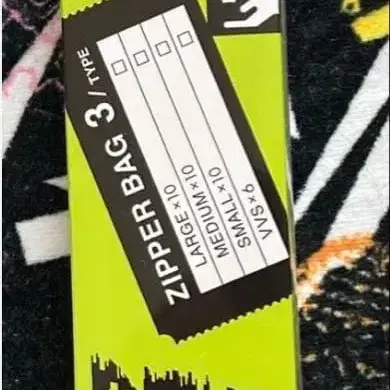 ZIPPER BAG 3/TYPE
LARGE×10
MEDIUM×10
SMALL×10
VVS×6